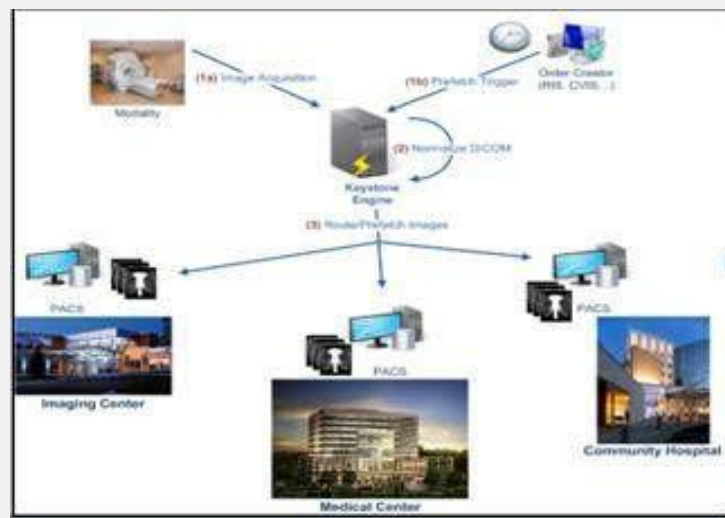 (1a) Image Acquisition
(1b) Prefetch Trigger
Order Creator
(RIS, CVIS...)
Modality
(2) Normalize DICOM
Keystone
Engine
(3) Route/Prefetch Images
PACS
PACS
PACS
Imaging Center
Community Hospital
Medical Center